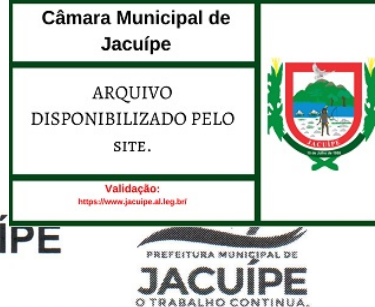 Câmara Municipal de
Jacuípe
ARQUIVO
DISPONIBILIZADO PELO
SITE.
Validação:
https://www.jacuipe.al.leg.br/
JACUÍPE
ÍPE
PREFEITURA MUNICIPAL DE
JACUÍPE
O TRABALHO CONTINUA.